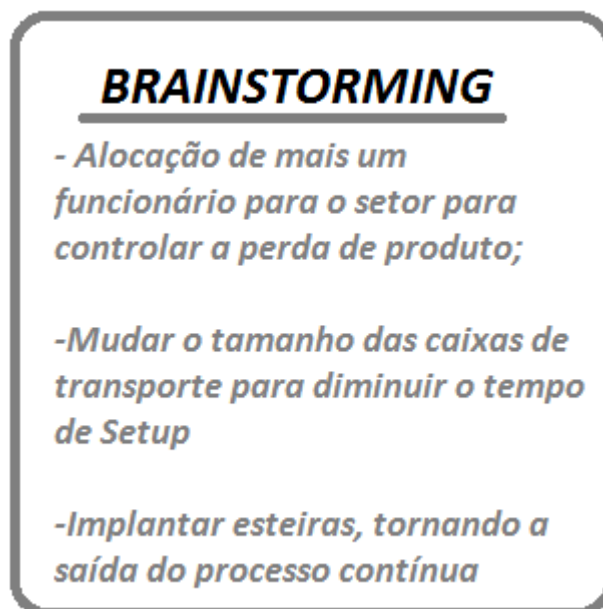 BRAINSTORMING
- Alocação de mais um
funcionário para o setor para
controlar a perda de produto;
-Mudar o tamanho das caixas de
transporte para diminuir o tempo
de Setup
-Implantar esteiras, tornando a
saída do processo contínua